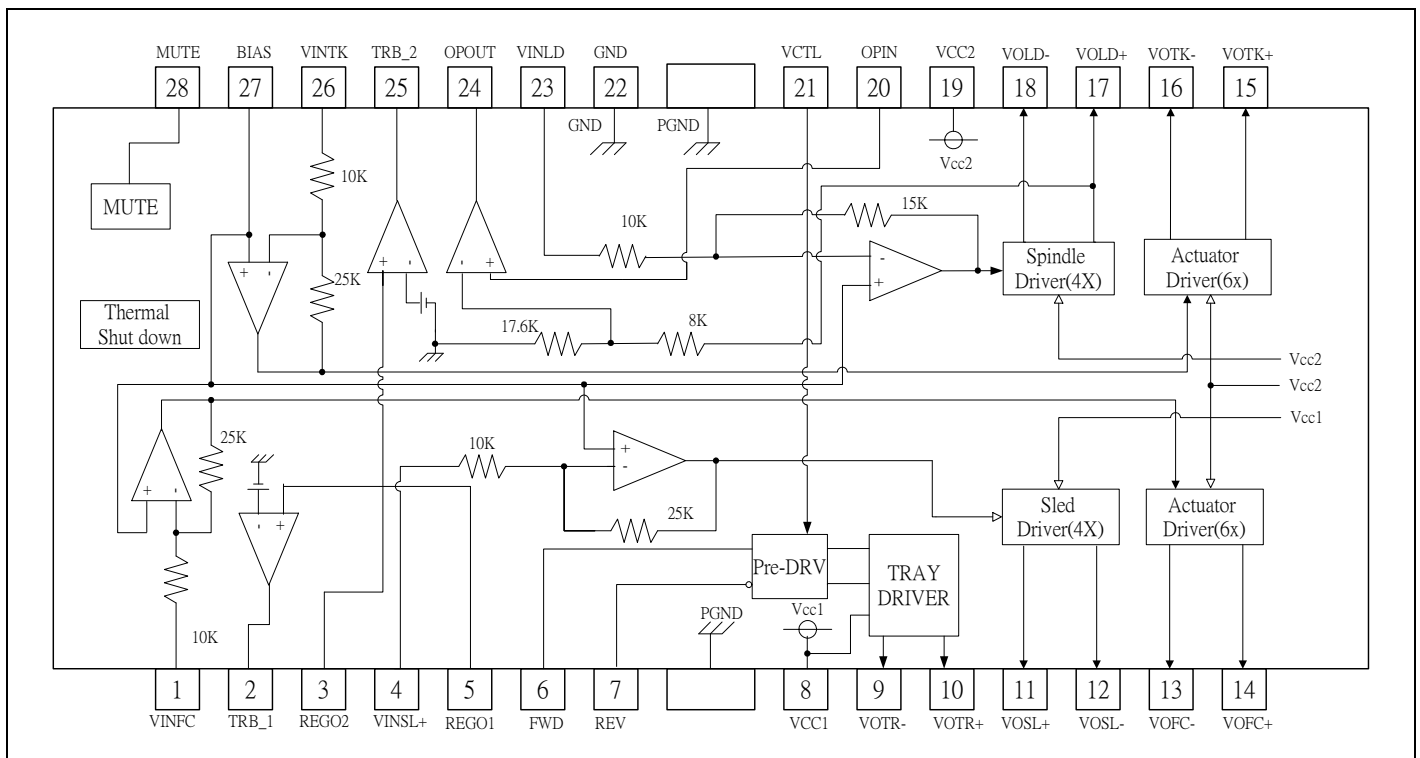 MUTE BIAS VINTK TRB_2 OPOUT VINLD GND VCTL OPIN VCC2 VOLD- VOLD+ VOTK- VOTK+
28 27 26 25 24 23 22 21 20 19 18 17 16 15
GND PGND
Vcc2
10K
MUTE
10K
15K
+ -
+ -
- +
-
+
Spindle
Driver(4X)
Actuator
Driver(6x)
25K
Thermal
Shut down
17.6K
8K
Vcc2
Vcc2
Vcc1
25K
10K
+
-
+ -
- +
25K
Sled
Driver(4X)
Actuator
Driver(6x)
Pre-DRV
TRAY
DRIVER
PGND
Vcc1
10K
1 2 3 4 5 6 7 8 9 10 11 12 13 14
VINFC TRB_1 REGO2 VINSL+ REGO1 FWD REV VCC1 VOTR- VOTR+ VOSL+ VOSL- VOFC- VOFC+